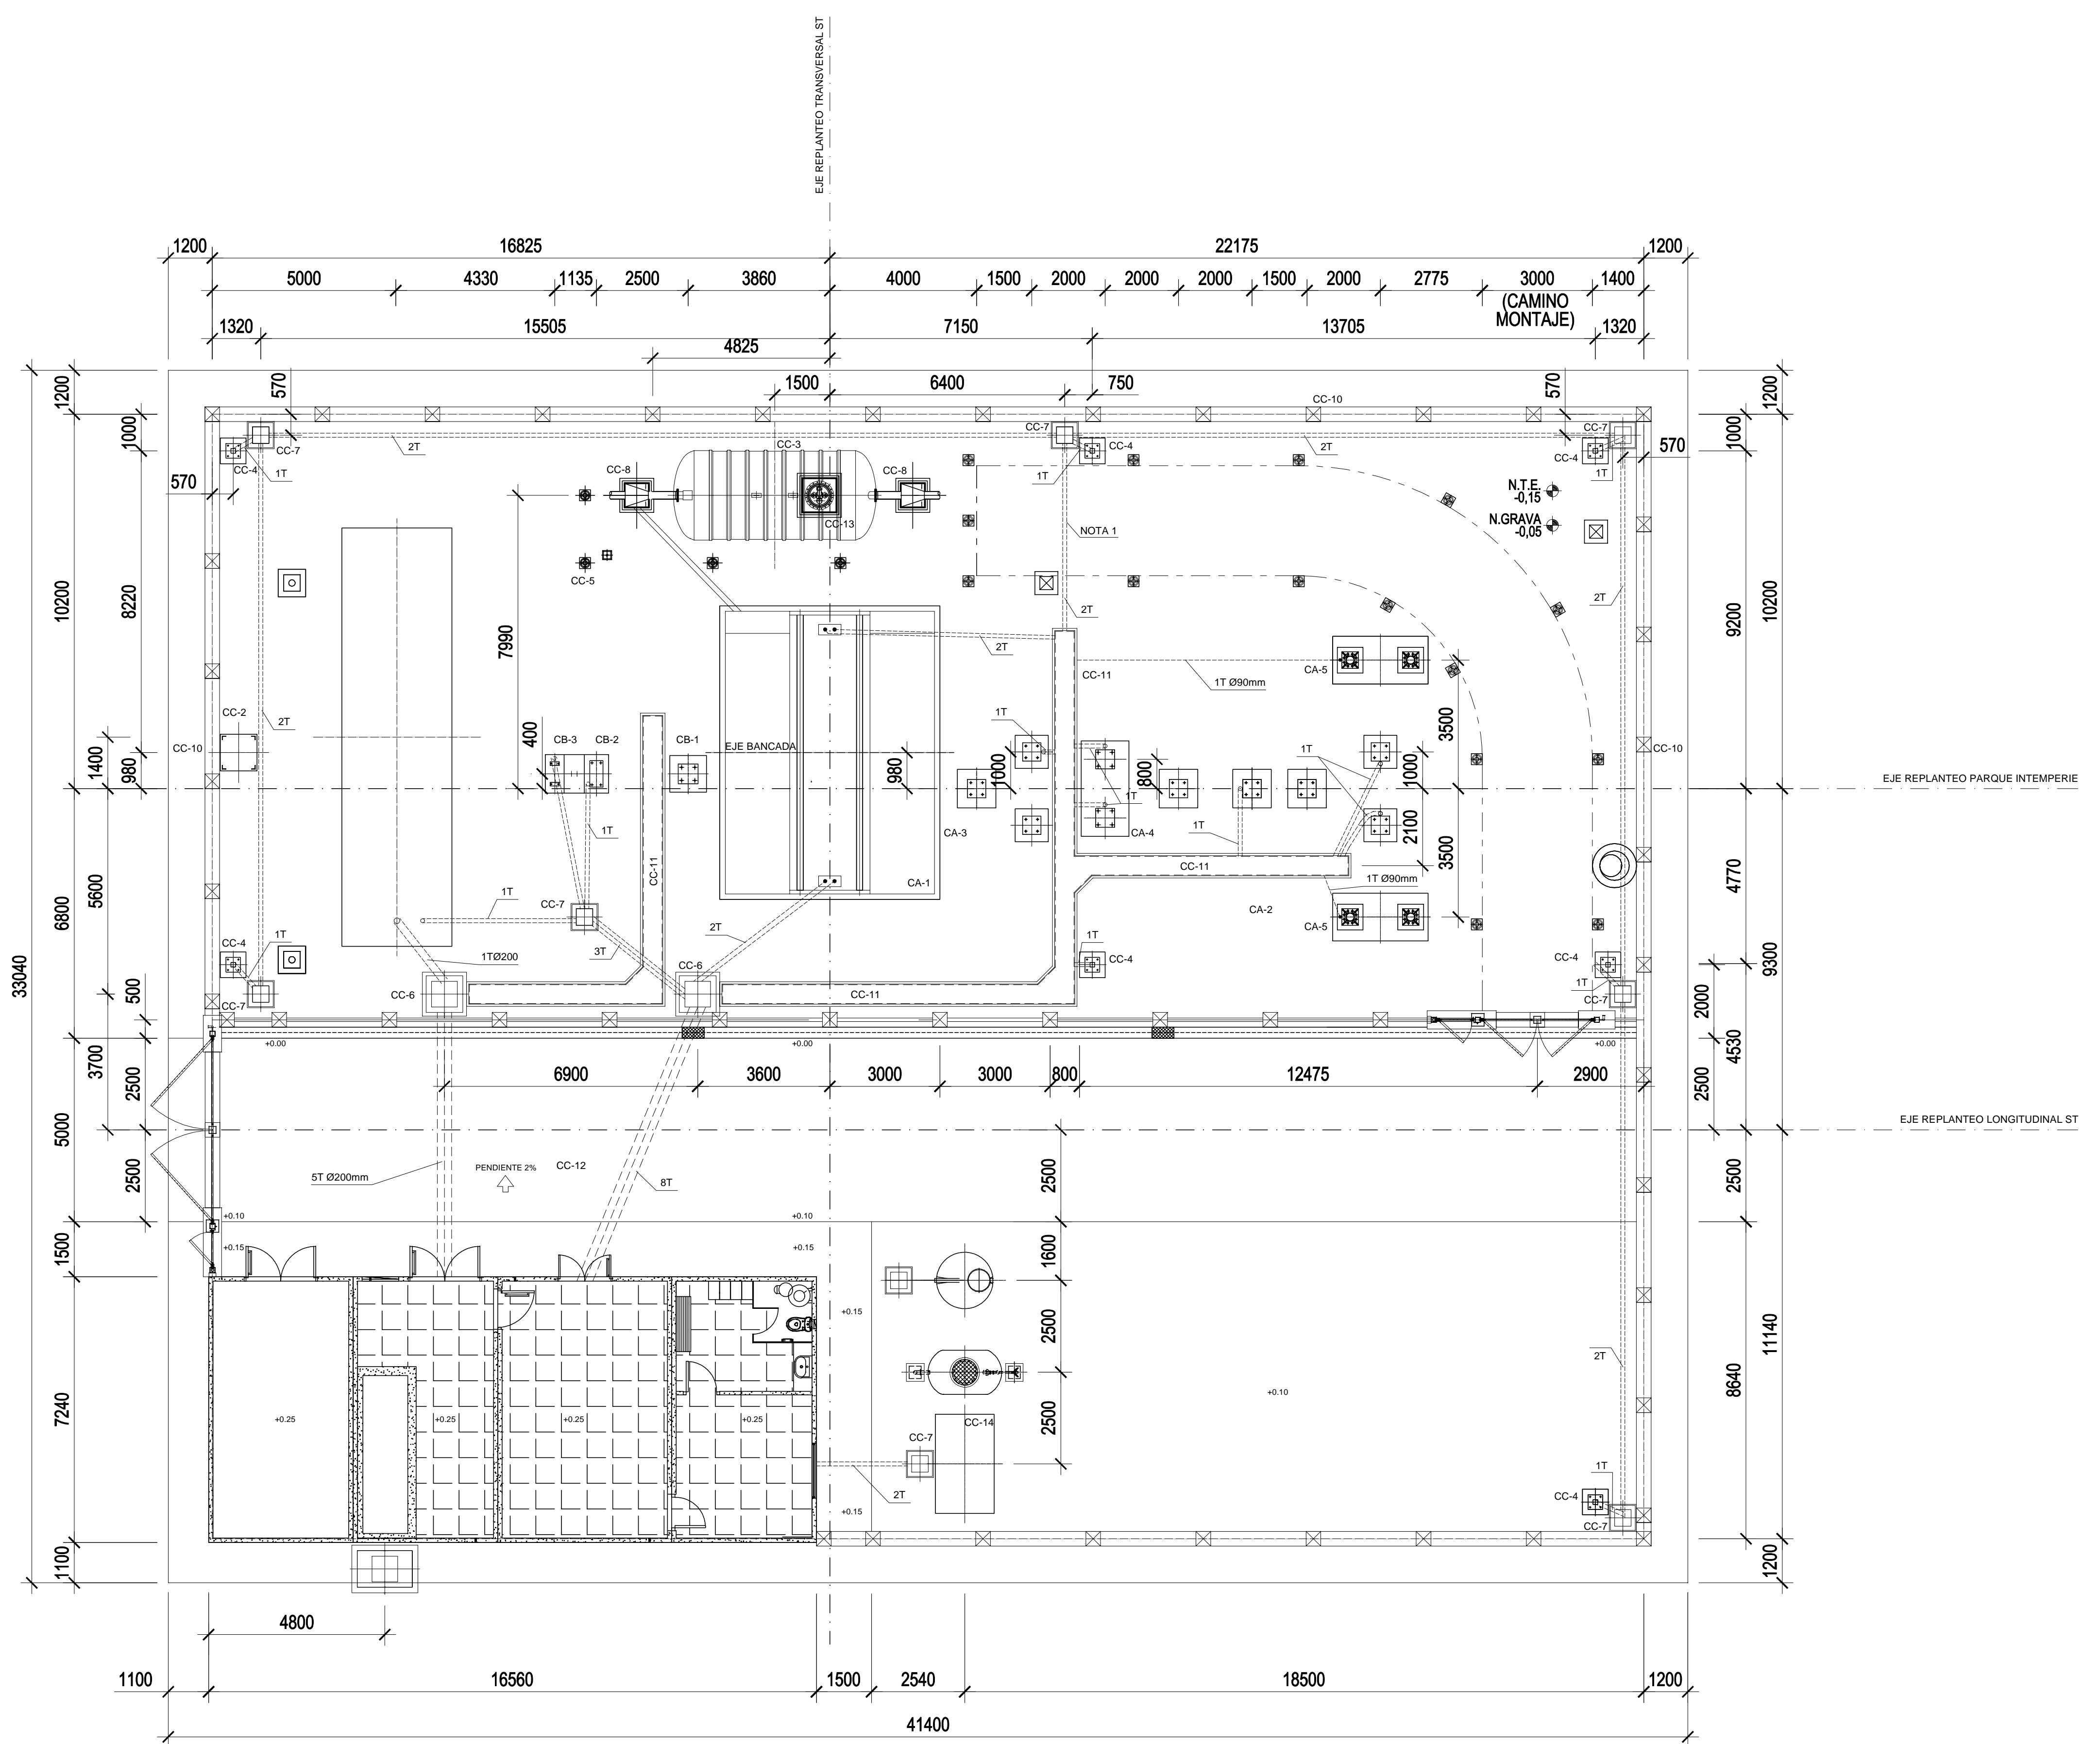 EJE REPLANTEO TRANSVERSAL ST
1200
16825
22175
1200
5000
4330
1135
2500
3860
4000
1500
2000
2000
2000
1500
2000
2775
3000
1400
(CAMINO
MONTAJE)
1320
15505
7150
13705
1320
4825
1500
6400
750
1200
570
570
1200
CC-10
1000
CC-7
CC-4
1T
2T
CC-3
CC-7
CC-4
1T
2T
CC-7
CC-4
1T
570
1000
570
CC-8
CC-8
CC-13
N.T.E.
-0,15
N.GRAVA
-0,05
NOTA 1
CC-5
10200
8220
7990
2T
2T
9200
10200
2T
CC-11
CA-5
1T Ø90mm
CC-2
2T
1T
3500
CC-10
400
CB-3
CB-2
CB-1
EJE BANCADA
1T
CC-10
1400
980
980
1000
800
1000
EJE REPLANTEO PARQUE INTEMPERIE
1T
1T
CA-3
CA-4
1T
2100
3500
CC-11
CC-11
1T Ø90mm
CA-1
CA-2
CA-5
4770
5600
6800
1T
CC-7
2T
CC-4
1T
1TØ200
3T
1T
CC-4
CC-4
9300
33040
CC-6
CC-6
CC-11
1T
CC-7
CC-7
500
2000
+0.00
+0.00
+0.00
4530
3700
2500
6900
3600
3000
3000
800
12475
2900
2500
EJE REPLANTEO LONGITUDINAL ST
5000
2500
5T Ø200mm
PENDIENTE 2%
CC-12
8T
2500
2500
+0.10
+0.10
+0.15
+0.15
1500
1600
+0.15
2500
11140
2T
8640
7240
+0.25
+0.25
+0.25
+0.25
+0.10
CC-14
CC-7
2500
2T
1T
CC-4
+0.15
CC-7
1100
1200
4800
1100
16560
1500
2540
18500
1200
41400